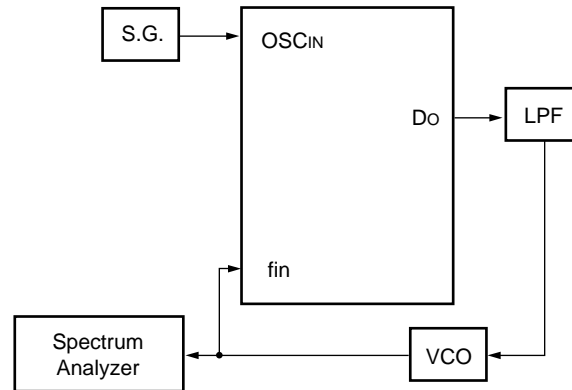 S.G.
OSCIN
DO
LPF
fin
Spectrum
Analyzer
VCO